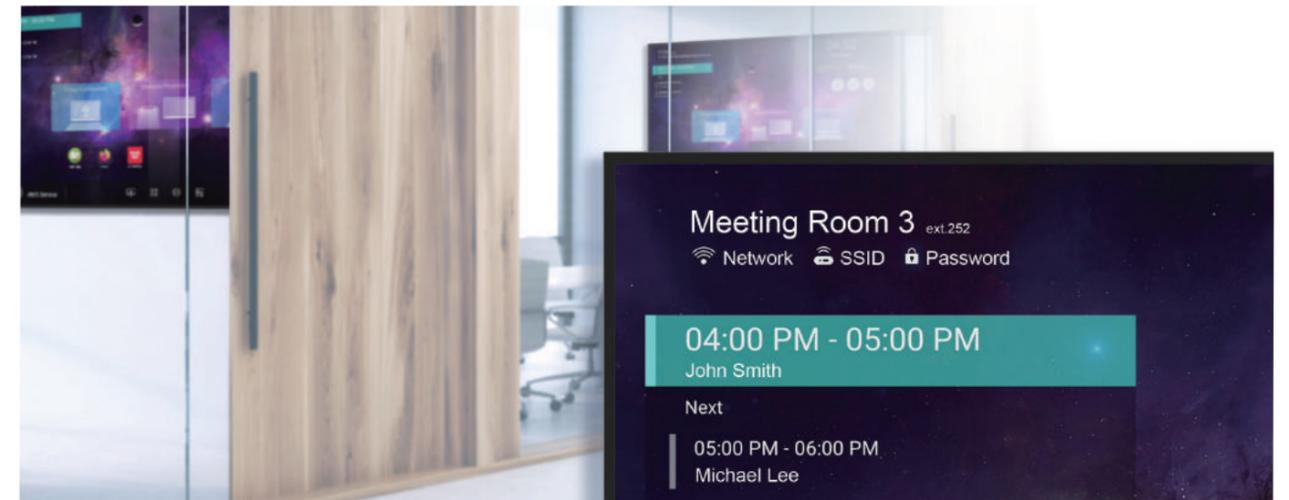 Meeting Room 3 ext.252
Network SSID Password
04:00 PM - 05:00 PM
John Smith
Next
05:00 PM - 06:00 PM
Michael Lee